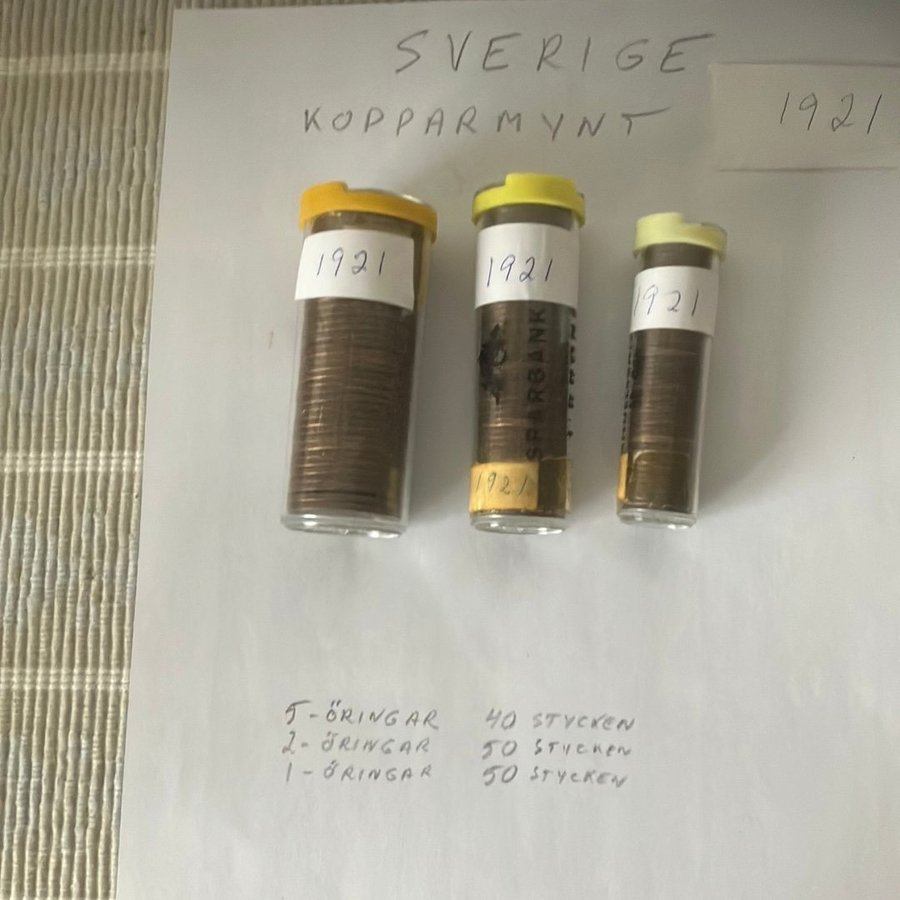 SVERIGE
KOPPARMYNT
1921
1921
1921
1921
SPARBANK
1921
5-ÖRINGAR 40 STYCKEN
2-ÖRINGAR 50 STYCKEN
1-ÖRINGAR 50 STYCKEN